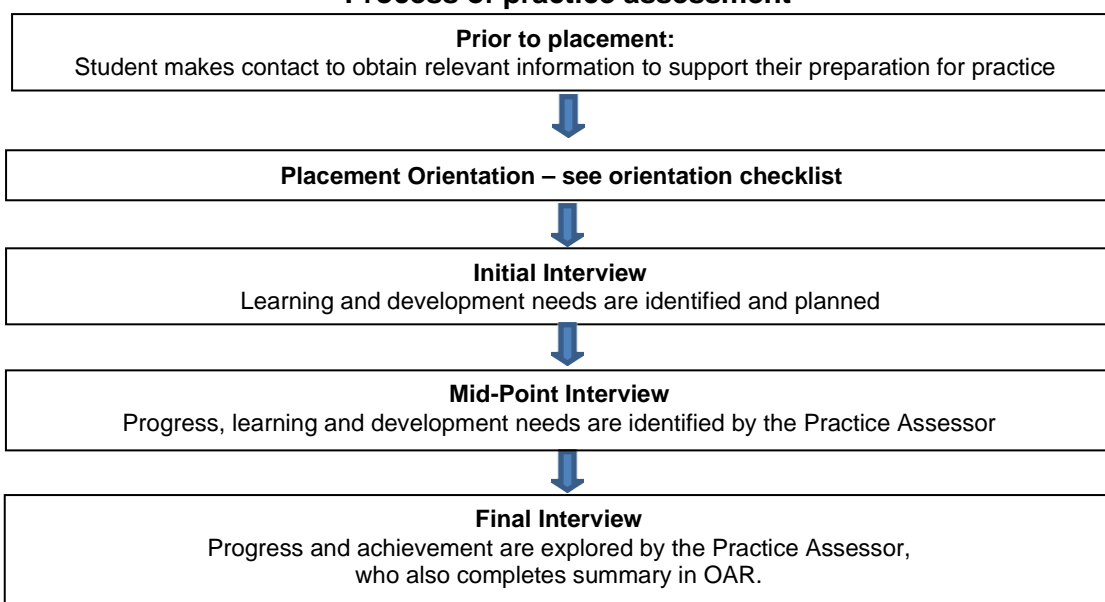 Process of practice assessment
Prior to placement:
Student makes contact to obtain relevant information to support their preparation for practice
Placement Orientation – see orientation checklist
Initial Interview
Learning and development needs are identified and planned
Mid-Point Interview
Progress, learning and development needs are identified by the Practice Assessor
Final Interview
Progress and achievement are explored by the Practice Assessor,
who also completes summary in OAR.